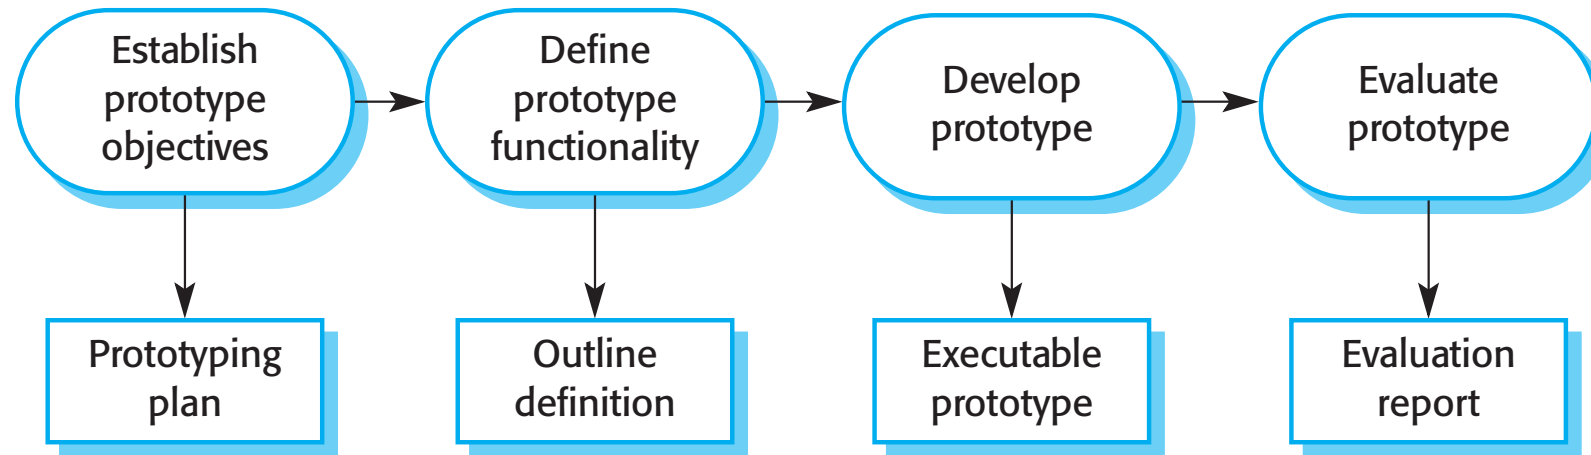 Establish
prototype
objectives
Define
prototype
functionality
Develop
prototype
Evaluate
prototype
Prototyping
plan
Outline
definition
Executable
prototype
Evaluation
report